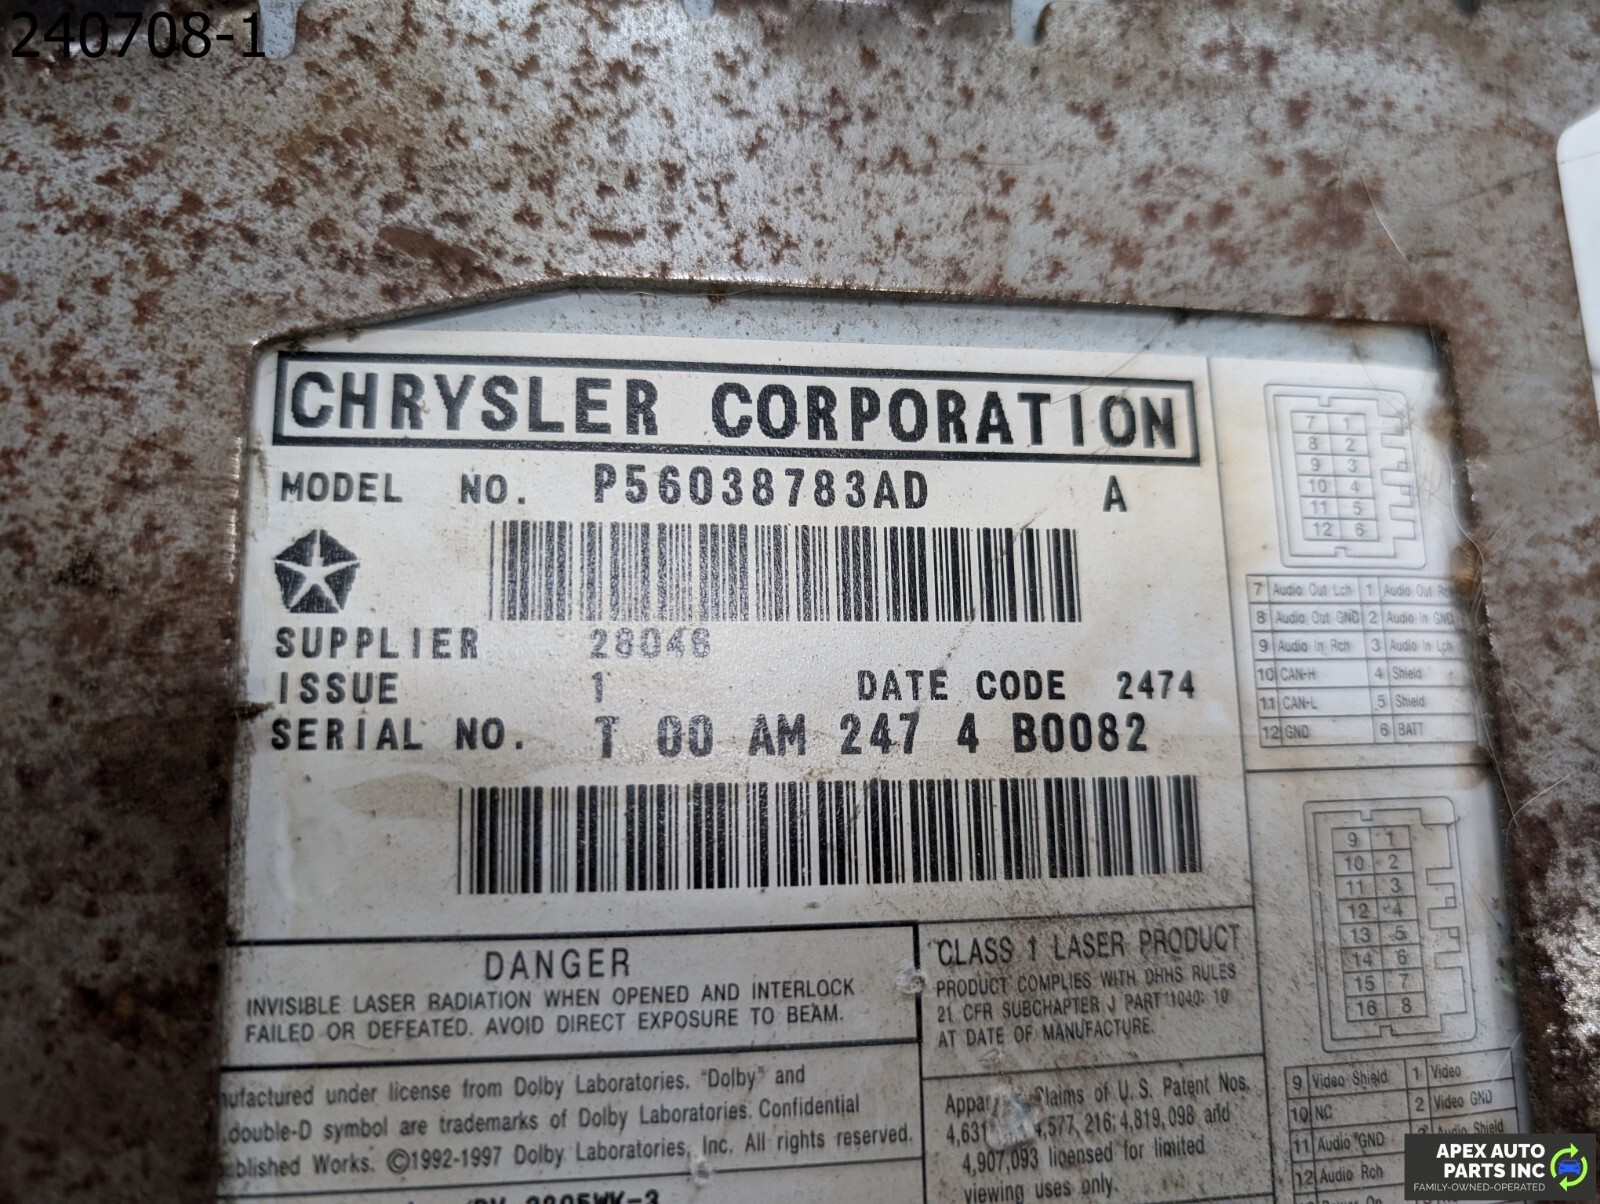 240708-1
CHRYSLER CORPORATION
MODEL NO. P56038783AD A
SUPPLIER 28046
ISSUE 1 DATE CODE 2474
SERIAL NO. T 00 AM 247 4 B0082
DANGER
INVISIBLE LASER RADIATION WHEN OPENED AND INTERLOCK
FAILED OR DEFEATED. AVOID DIRECT EXPOSURE TO BEAM.
CLASS 1 LASER PRODUCT
PRODUCT COMPLIES WITH DHHS RULES
21 CFR SUBCHAPTER J PART 1040: 10
AT DATE OF MANUFACTURE.
ufactured under license from Dolby Laboratories. "Dolby" and
double-D symbol are trademarks of Dolby Laboratories. Confidential
blished Works. ©1992-1997 Dolby Laboratories, Inc. All rights reserved.
Claims of U.S. Patent Nos.
4,631 4,577,216; 4,819,098 and
4,907,093 licensed for limited
viewing uses only.
7 1
8 2
9 3
10 4
11 5
12 6
7 Audio Out Lch 1 Audio Out Rc
8 Audio Out GND 2 Audio In GND
9 Audio In Rch 3 Audio In Lch
10 CAN-H 4 Shield
11 CAN-L 5 Shield
12 GND 6 BATT
9 1
10 2
11 3
12 4
13 5
14 6
15 7
16 8
9 Video Shield 1 Video
10 NC 2 Video GND
11 Audio GND Audio Shield
12 Audio Rch
APEX AUTO
PARTS INC
FAMILY-OWNED-OPERATED